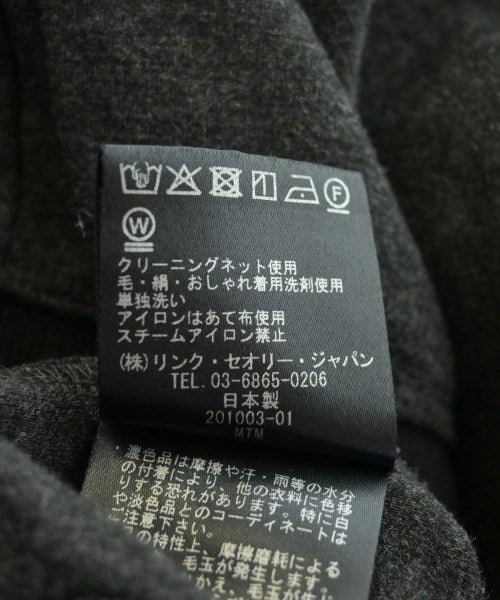 F
W
クリーニングネット使用
毛・絹・おしゃれ着用洗剤使用
単独洗い
アイロンはあて布使用
スチームアイロン禁止
(株)リンク・セオリー・ジャパン
TEL. 03-6865-0206
日本製
201003-01
MTM
・濃色品は摩擦や汗・雨等の水分
の付着により、他の衣料に色移
りする恐れがあります。特に白
や淡色品とのコーディネートは
ご注意下さい。
の特性上、摩擦磨耗による
毛玉が発生しま
かえ、毛玉が生